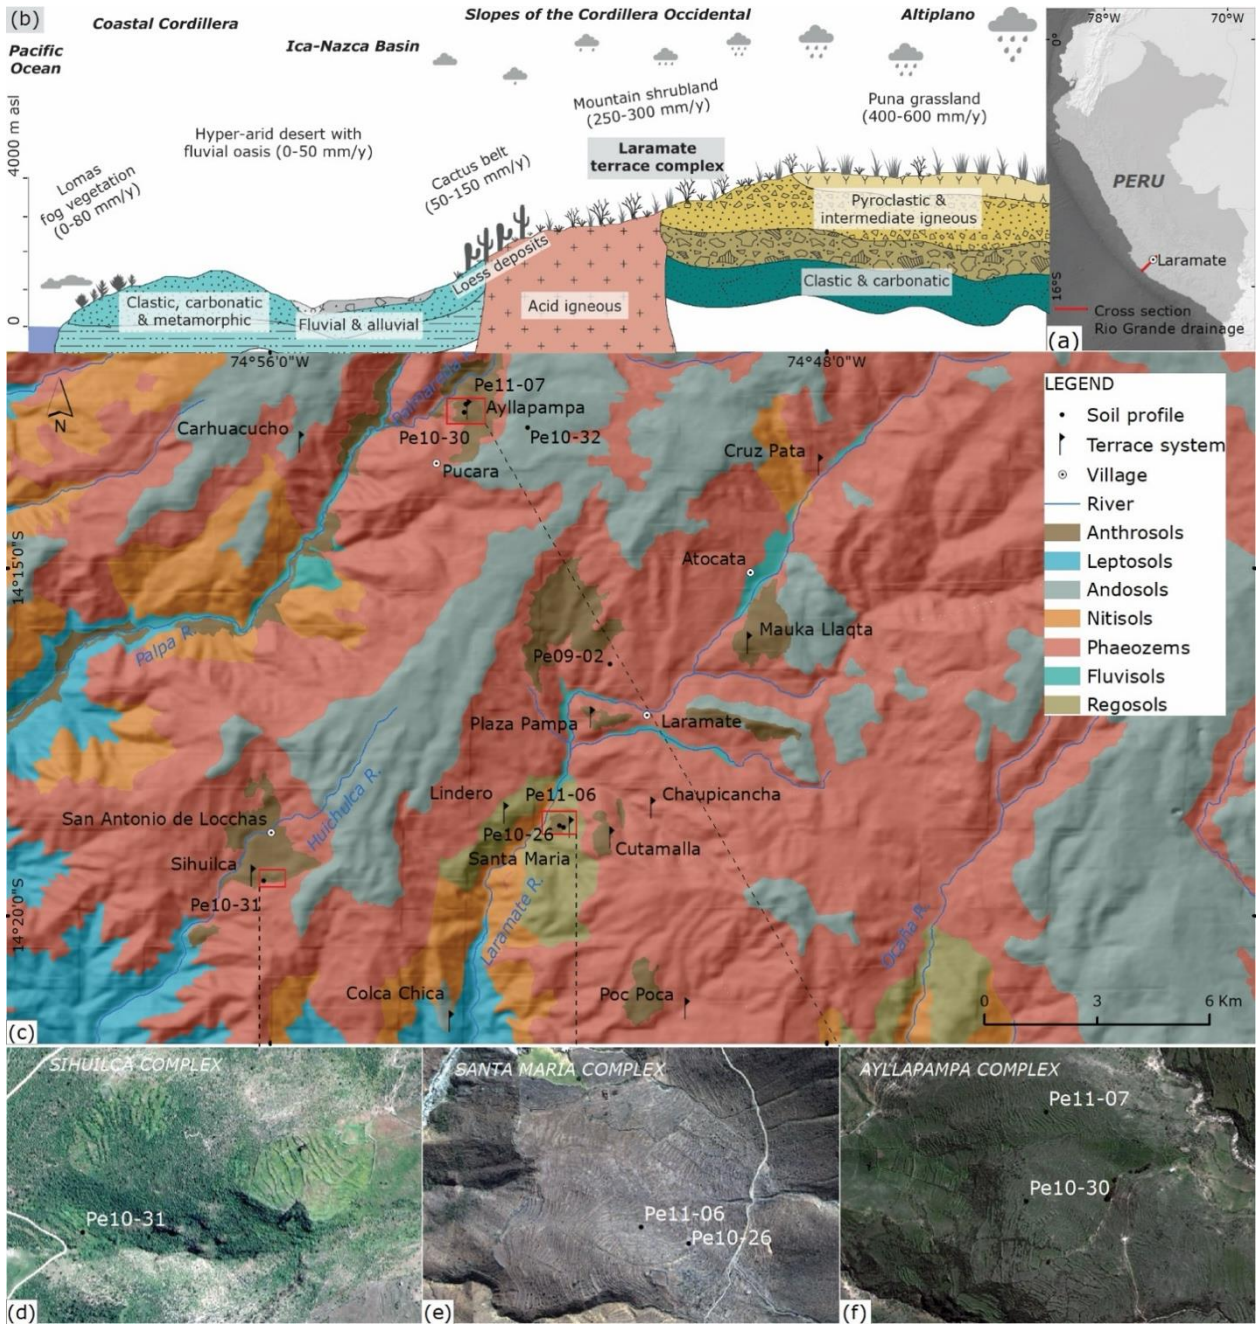 (b)
Coastal Cordillera
Slopes of the Cordillera Occidental
Altiplano
Pacific
Ocean
Ica-Nazca Basin
4000 m asl
0
Lomas
fog vegetation
(0-80 mm/y)
Hyper-arid desert with
fluvial oasis (0-50 mm/y)
Cactus belt
(50-150 mm/y)
Mountain shrubland
(250-300 mm/y)
Laramate
terrace complex
Puna grassland
(400-600 mm/y)
Clastic, carbonatic
& metamorphic
Fluvial & alluvial
Loess deposits
Acid igneous
Pyroclastic &
intermediate igneous
Clastic & carbonatic
78°W
70°W
0°
16°S
PERU
Laramate
Cross section
Rio Grande drainage
(a)
74°56'0"W
74°48'0"W
14°15'0"S
14°20'0"S
N
Carhuacucho
Pe11-07
Ayllapampa
Pe10-30
Pe10-32
Pucara
Cruz Pata
Atocata
Mauka Llaqta
Palpa R.
Pe09-02
Plaza Pampa
Laramate
Lindero
Pe11-06
Chaupicancha
Pe10-26
Santa Maria
Cutamalla
San Antonio de Locchas
Huichulca R.
Sihuilca
Pe10-31
Laramate R.
Ocaña R.
Colca Chica
Poc Poca
0
3
6 Km
(c)
LEGEND
Soil profile
Terrace system
Village
River
Anthrosols
Leptosols
Andosols
Nitisols
Phaeozems
Fluvisols
Regosols
SIHUILCA COMPLEX
Pe10-31
(d)
SANTA MARIA COMPLEX
Pe11-06
Pe10-26
(e)
AYLLAPAMPA COMPLEX
Pe11-07
Pe10-30
(f)